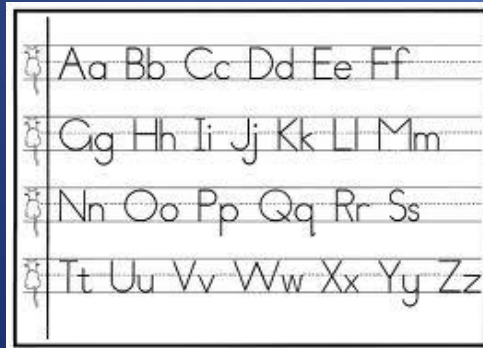 Aa Bb Cc Dd Ee Ff
Gg Hh Ii Jj Kk Ll Mm
Nn Oo Pp Qq Rr Ss
Tt Uu Vv Ww Xx Yy Zz